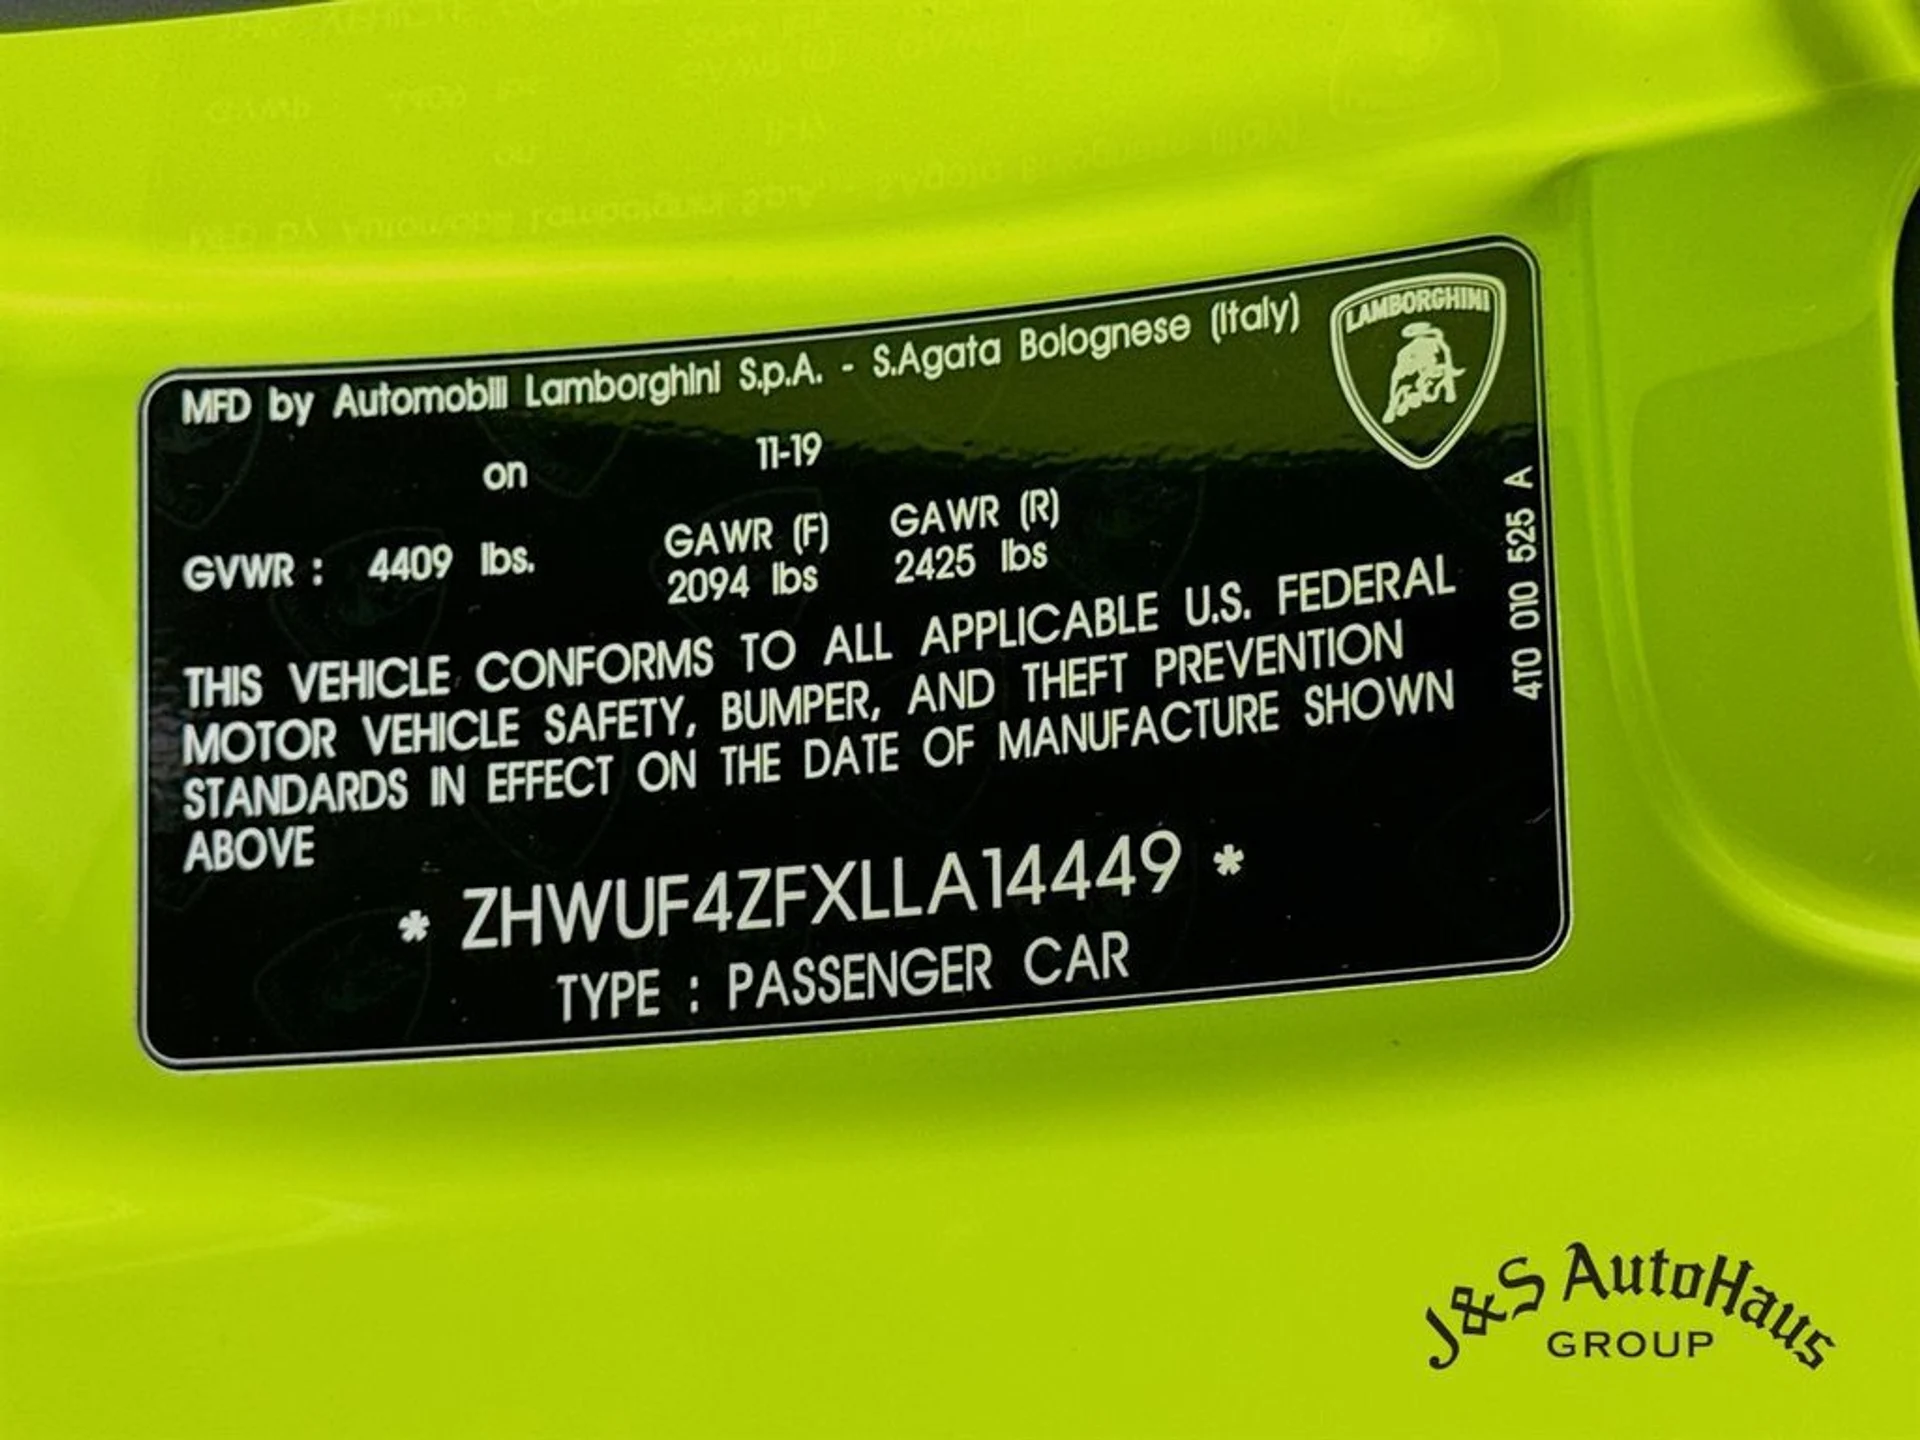 MFD by Automobili Lamborghini S.p.A. - S.Agata Bolognese (Italy)
LAMBORGHINI
on 11-19
GVWR : 4409 lbs. GAWR (F) GAWR (R)
2094 lbs 2425 lbs
THIS VEHICLE CONFORMS TO ALL APPLICABLE U.S. FEDERAL
MOTOR VEHICLE SAFETY, BUMPER, AND THEFT PREVENTION
STANDARDS IN EFFECT ON THE DATE OF MANUFACTURE SHOWN
ABOVE
* ZHWUF4ZFXLLA14449 *
TYPE : PASSENGER CAR
4T0 010 525 A
J&S AutoHaus
GROUP